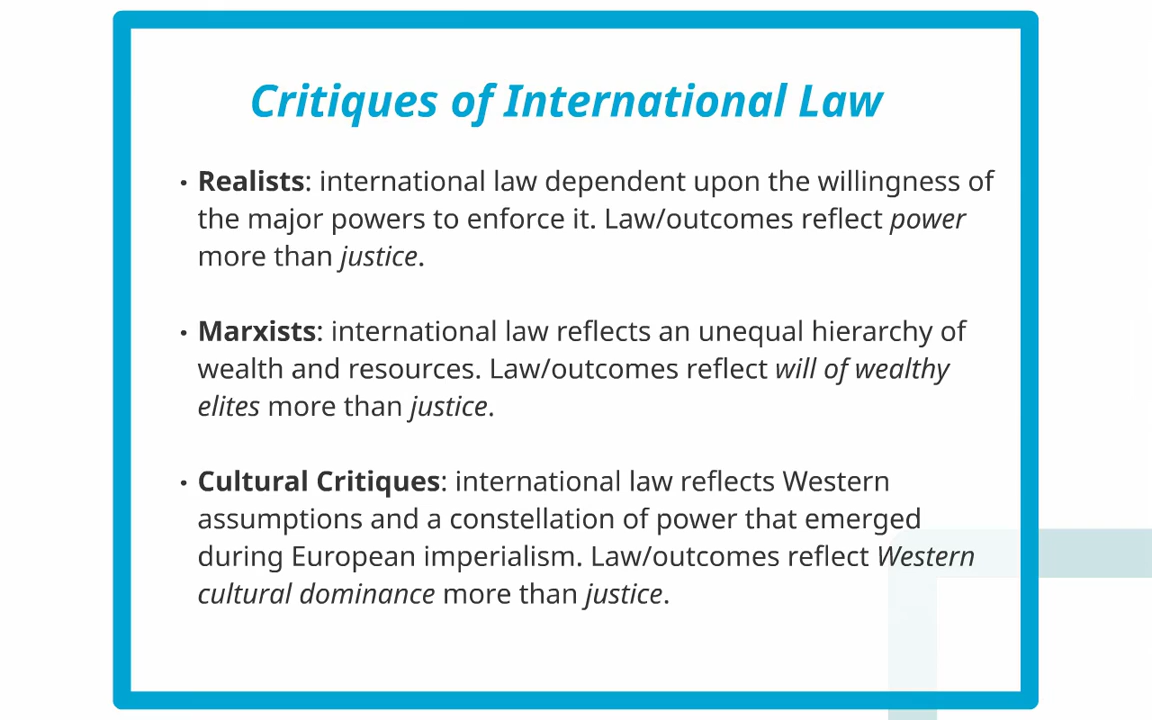 Critiques of International Law
• Realists: international law dependent upon the willingness of
the major powers to enforce it. Law/outcomes reflect power
more than justice.
• Marxists: international law reflects an unequal hierarchy of
wealth and resources. Law/outcomes reflect will of wealthy
elites more than justice.
• Cultural Critiques: international law reflects Western
assumptions and a constellation of power that emerged
during European imperialism. Law/outcomes reflect Western
cultural dominance more than justice.